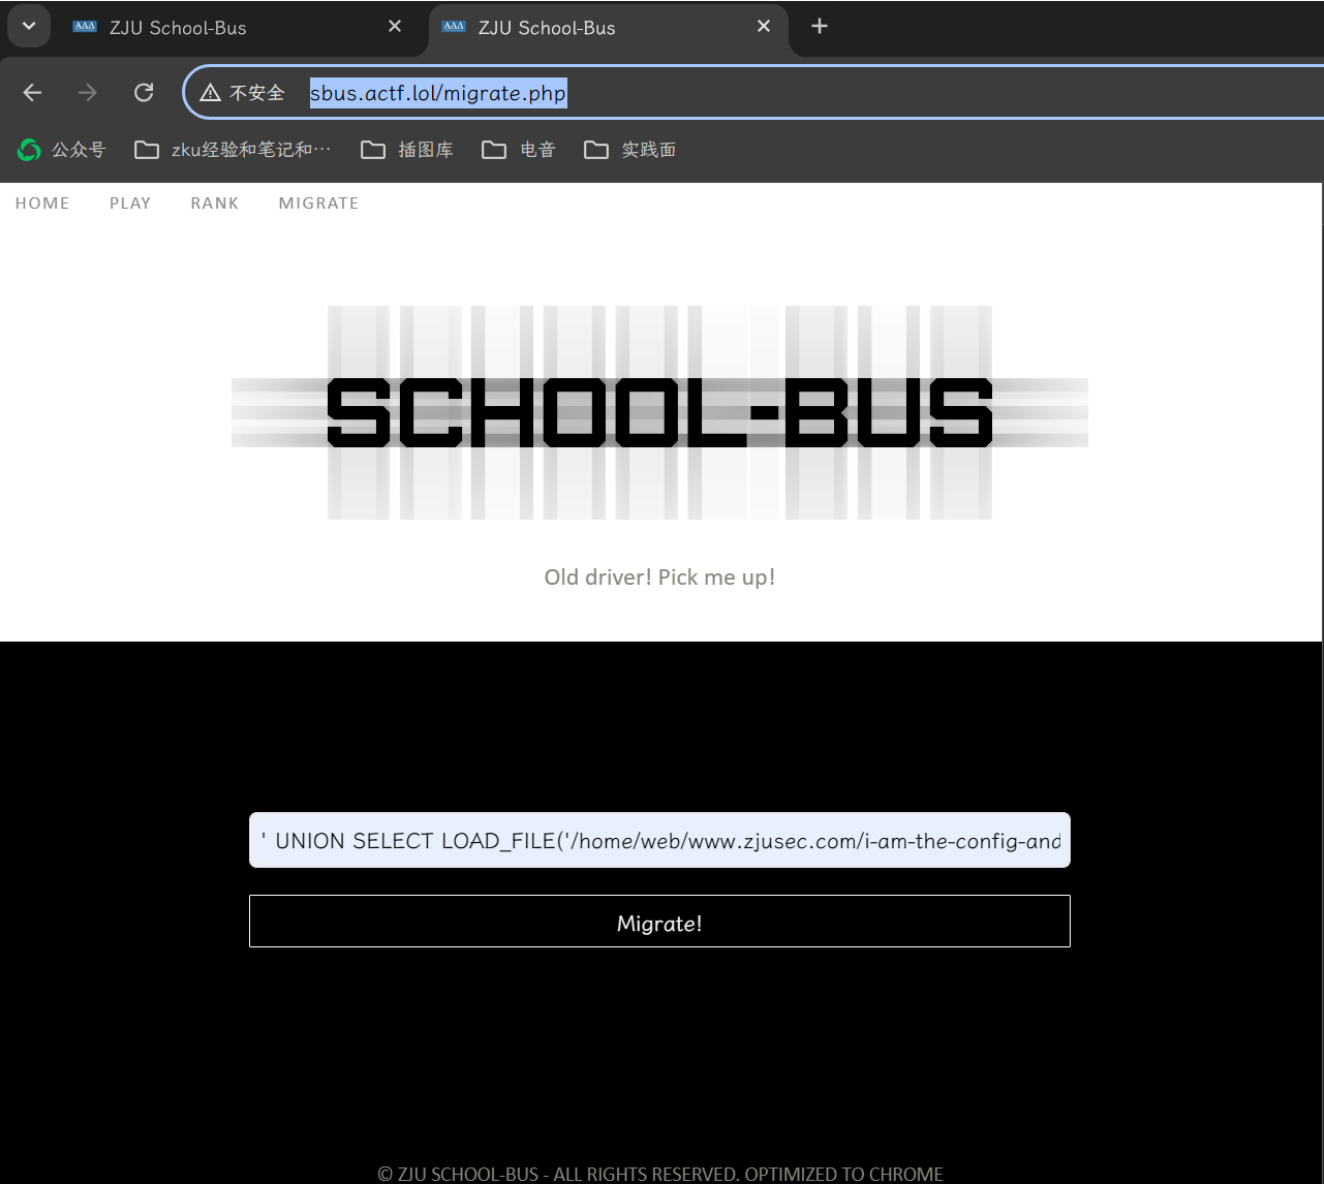 ZJU School-Bus
ZJU School-Bus
不安全 sbus.actf.lol/migrate.php
公众号 zku经验和笔记和… 插图库 电音 实践面
HOME PLAY RANK MIGRATE
SCHOOL-BUS
Old driver! Pick me up!
' UNION SELECT LOAD_FILE('/home/web/www.zjusec.com/i-am-the-config-and
Migrate!
© ZJU SCHOOL-BUS - ALL RIGHTS RESERVED. OPTIMIZED TO CHROME